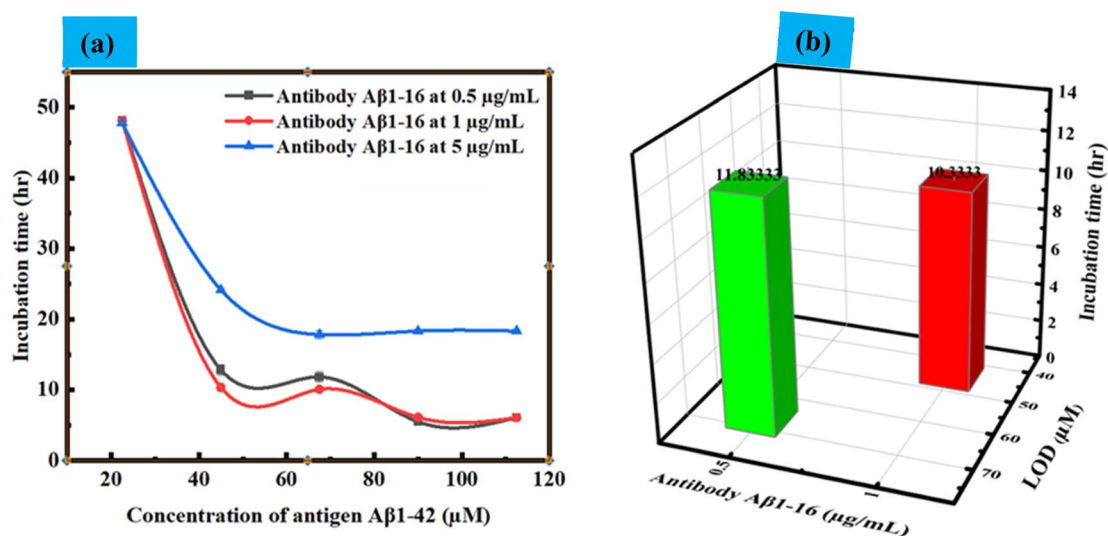 (a)
Antibody Aβ1-16 at 0.5 µg/mL
Antibody Aβ1-16 at 1 µg/mL
Antibody Aβ1-16 at 5 µg/mL
50
40
30
20
10
0
20
40
60
80
100
120
Incubation time (hr)
Concentration of antigen Aβ1-42 (µM)
(b)
11.83333
10.3333
14
12
10
8
6
4
2
0
Incubation time (hr)
40
50
60
70
LOD (µM)
0.5
1
Antibody Aβ1-16 (µg/mL)